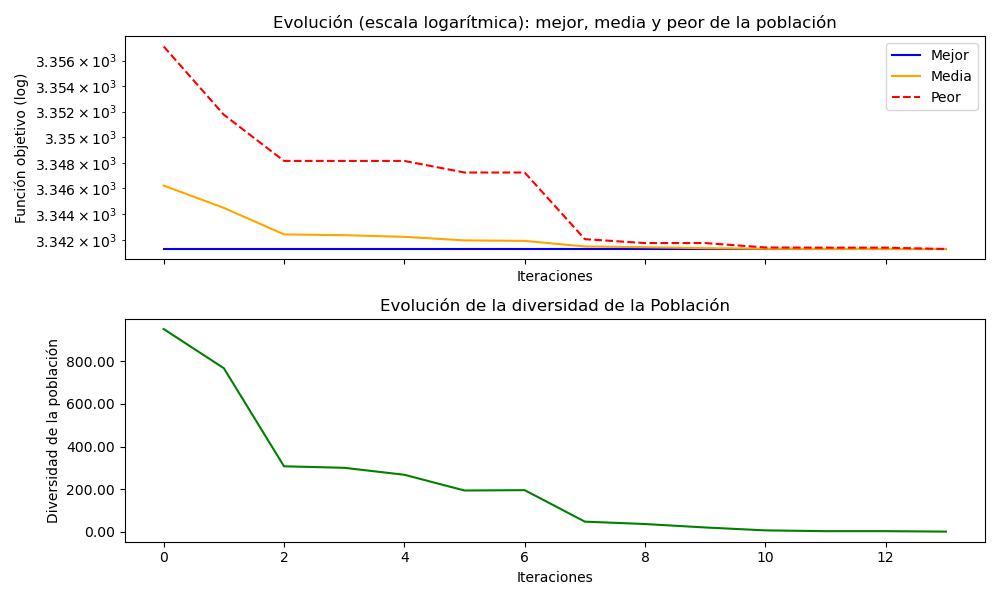 Evolución (escala logarítmica): mejor, media y peor de la población
Función objetivo (log)
3.356 × 10³
3.354 × 10³
3.352 × 10³
3.35 × 10³
3.348 × 10³
3.346 × 10³
3.344 × 10³
3.342 × 10³
Mejor
Media
Peor
Iteraciones
Evolución de la diversidad de la Población
Diversidad de la población
800.00
600.00
400.00
200.00
0.00
0 2 4 6 8 10 12
Iteraciones